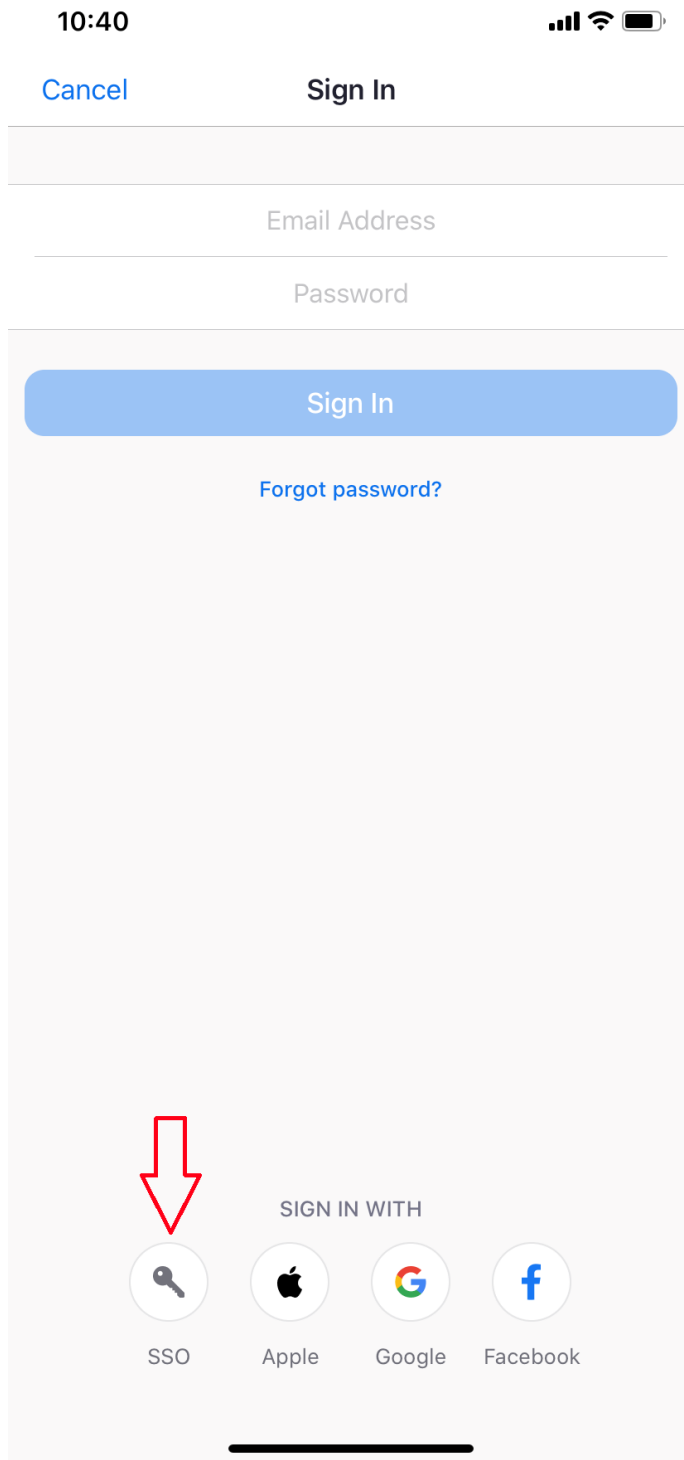 10:40
Cancel Sign In
Email Address
Password
Sign In
Forgot password?
SIGN IN WITH
SSO Apple Google Facebook